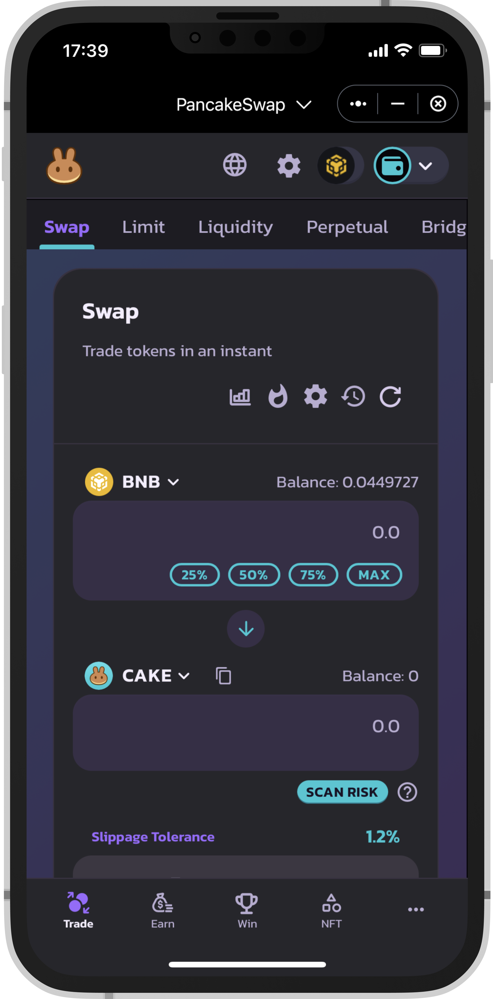 17:39
PancakeSwap
Swap Limit Liquidity Perpetual Bridg
Swap
Trade tokens in an instant
BNB Balance: 0.0449727
0.0
25% 50% 75% MAX
CAKE Balance: 0
0.0
SCAN RISK ?
Slippage Tolerance 1.2%
Trade Earn Win NFT